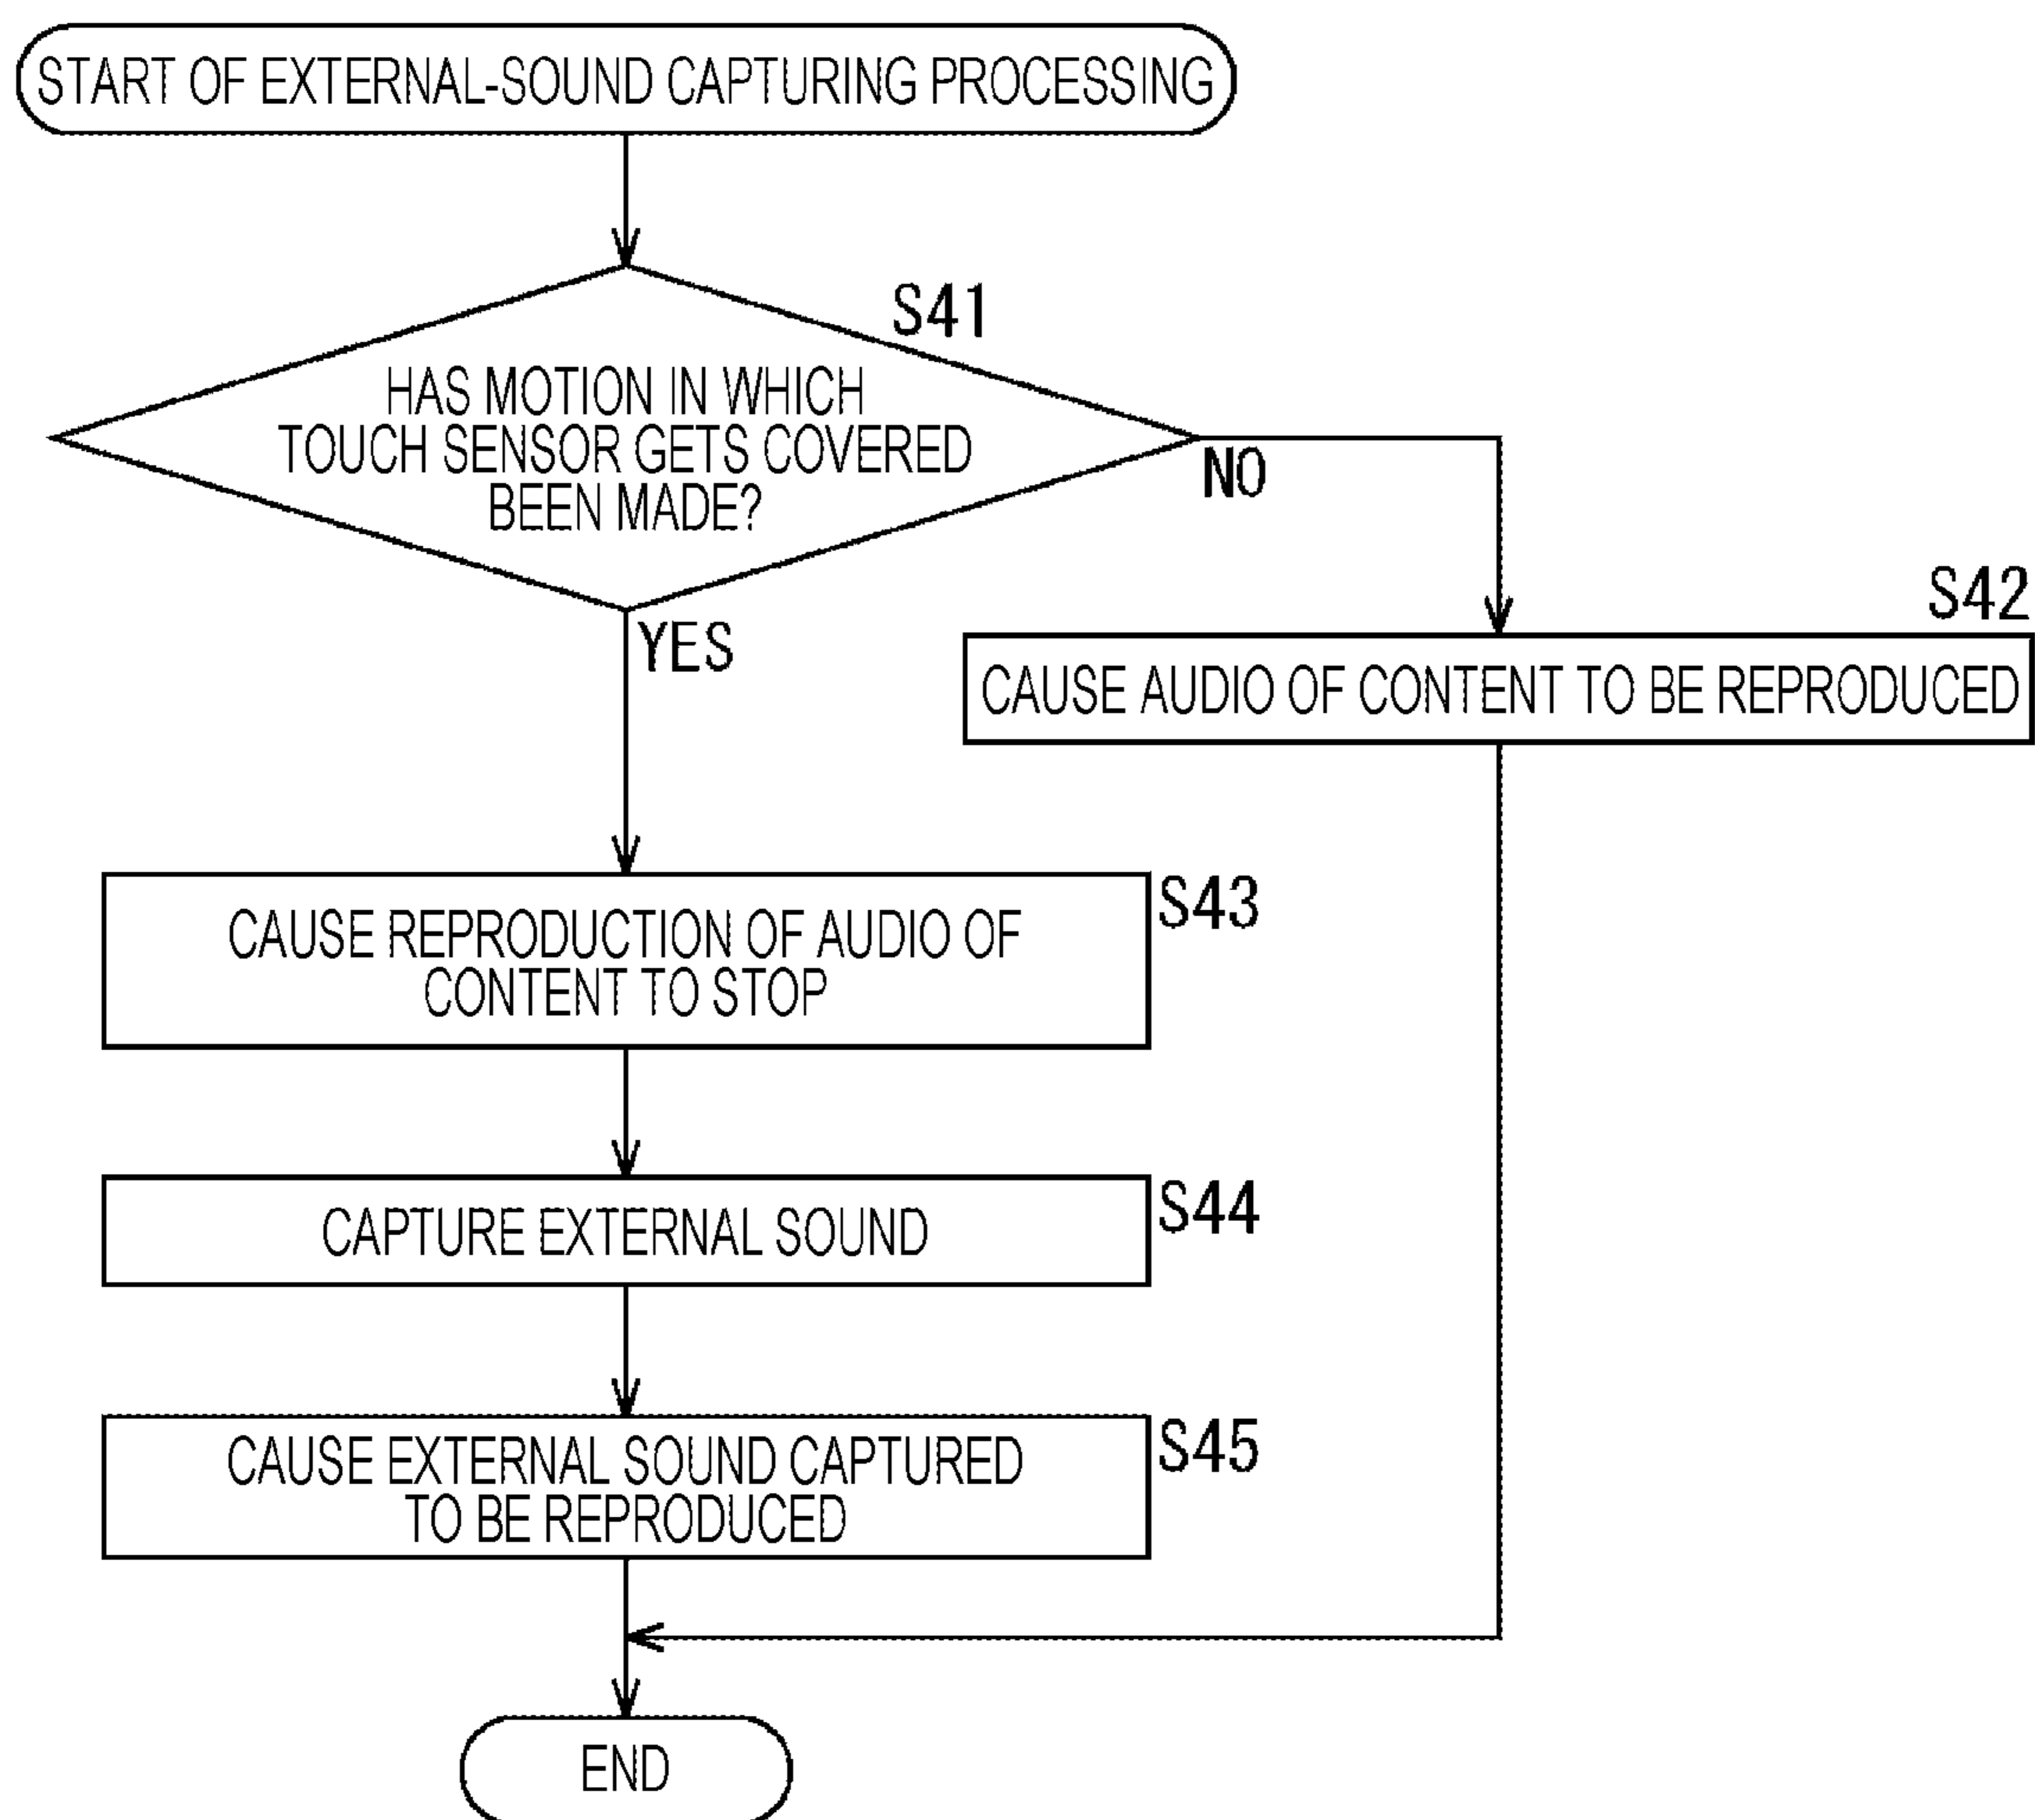 START OF EXTERNAL-SOUND CAPTURING PROCESSING
S41
HAS MOTION IN WHICH
TOUCH SENSOR GETS COVERED
BEEN MADE?
NO
YES
S42
CAUSE AUDIO OF CONTENT TO BE REPRODUCED
S43
CAUSE REPRODUCTION OF AUDIO OF
CONTENT TO STOP
S44
CAPTURE EXTERNAL SOUND
S45
CAUSE EXTERNAL SOUND CAPTURED
TO BE REPRODUCED
END